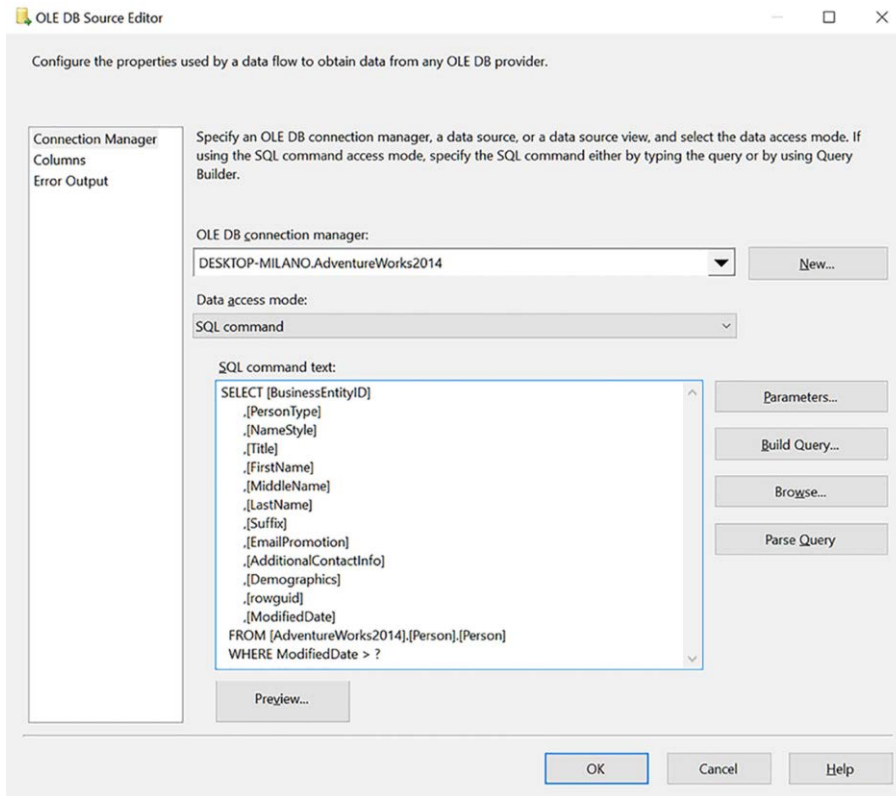 OLE DB Source Editor
Configure the properties used by a data flow to obtain data from any OLE DB provider.
Connection Manager
Columns
Error Output
Specify an OLE DB connection manager, a data source, or a data source view, and select the data access mode. If
using the SQL command access mode, specify the SQL command either by typing the query or by using Query
Builder.
OLE DB connection manager:
DESKTOP-MILANO.AdventureWorks2014
New...
Data access mode:
SQL command
SQL command text:
SELECT [BusinessEntityID]
,[PersonType]
,[NameStyle]
,[Title]
,[FirstName]
,[MiddleName]
,[LastName]
,[Suffix]
,[EmailPromotion]
,[AdditionalContactInfo]
,[Demographics]
,[rowguid]
,[ModifiedDate]
FROM [AdventureWorks2014].[Person].[Person]
WHERE ModifiedDate > ?
Parameters...
Build Query...
Browse...
Parse Query
Preview...
OK
Cancel
Help